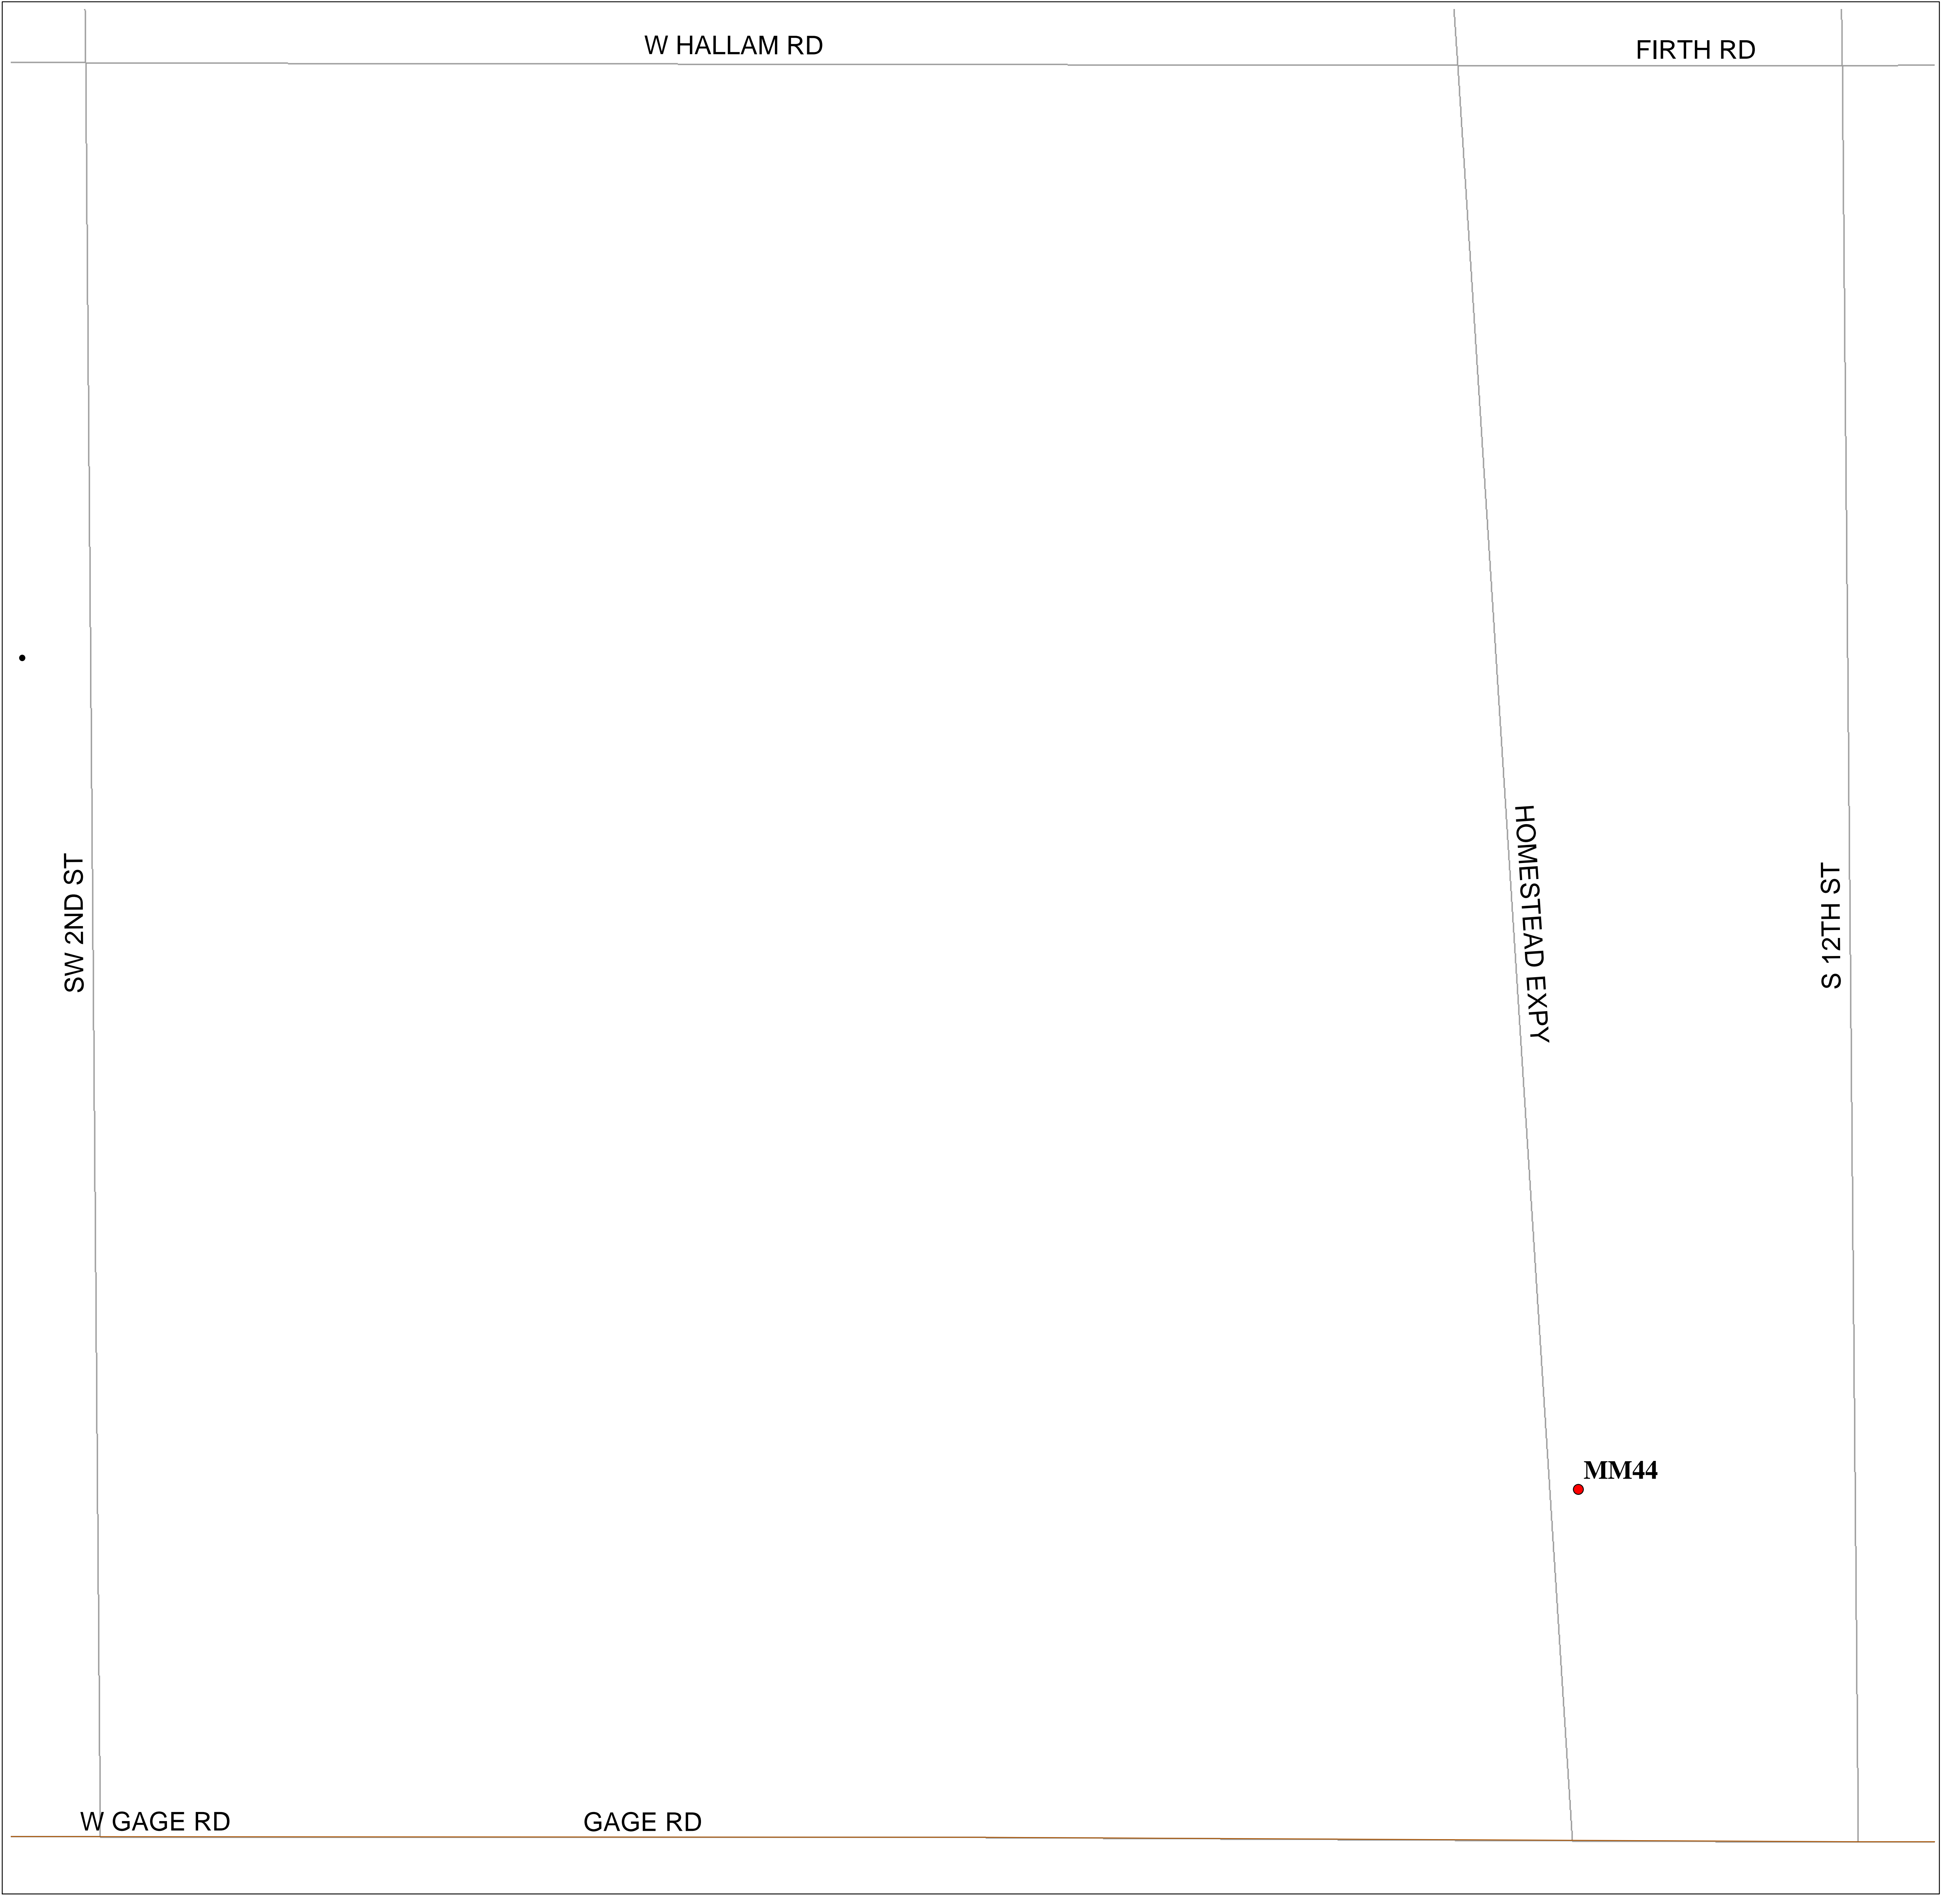 W HALLAM RD
FIRTH RD
HOMESTEAD EXPY
SW 2ND ST
S 12TH ST
MM44
W GAGE RD
GAGE RD